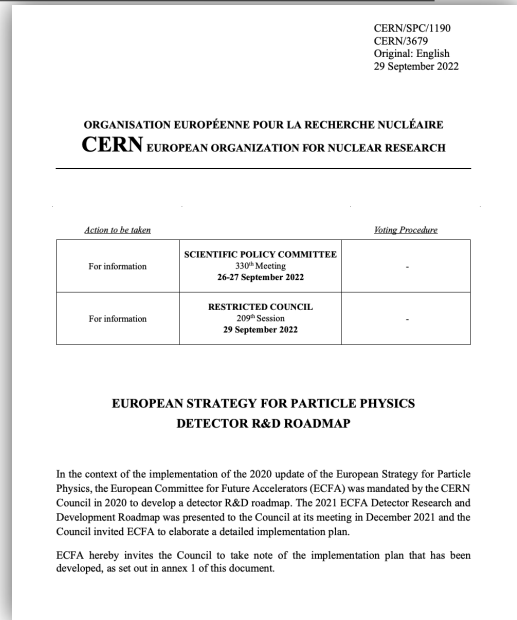 CERN/SPC/1190
CERN/3679
Original: English
29 September 2022
ORGANISATION EUROPÉENNE POUR LA RECHERCHE NUCLÉAIRE
CERN EUROPEAN ORGANIZATION FOR NUCLEAR RESEARCH
Action to be taken
Voting Procedure
For information
SCIENTIFIC POLICY COMMITTEE
330th Meeting
26-27 September 2022
-
For information
RESTRICTED COUNCIL
209th Session
29 September 2022
-
EUROPEAN STRATEGY FOR PARTICLE PHYSICS
DETECTOR R&D ROADMAP
In the context of the implementation of the 2020 update of the European Strategy for Particle
Physics, the European Committee for Future Accelerators (ECFA) was mandated by the CERN
Council in 2020 to develop a detector R&D roadmap. The 2021 ECFA Detector Research and
Development Roadmap was presented to the Council at its meeting in December 2021 and the
Council invited ECFA to elaborate a detailed implementation plan.
ECFA hereby invites the Council to take note of the implementation plan that has been
developed, as set out in annex 1 of this document.